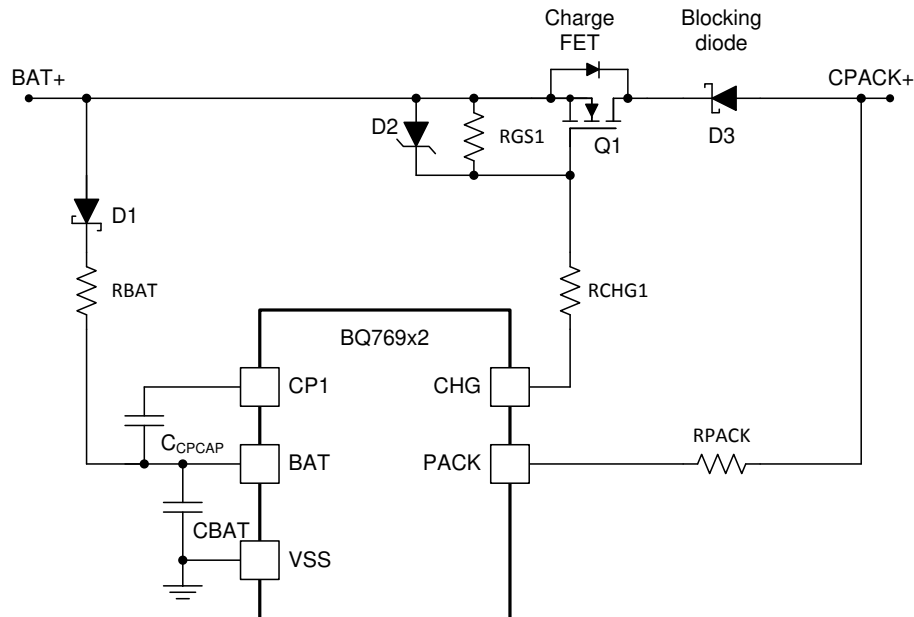 Charge
FET
Blocking
diode
BAT+
CPACK+
D2
RGS1
Q1
D3
D1
RBAT
RCHG1
BQ769x2
CP1
CHG
C_CPCAP
BAT
PACK
RPACK
CBAT
VSS